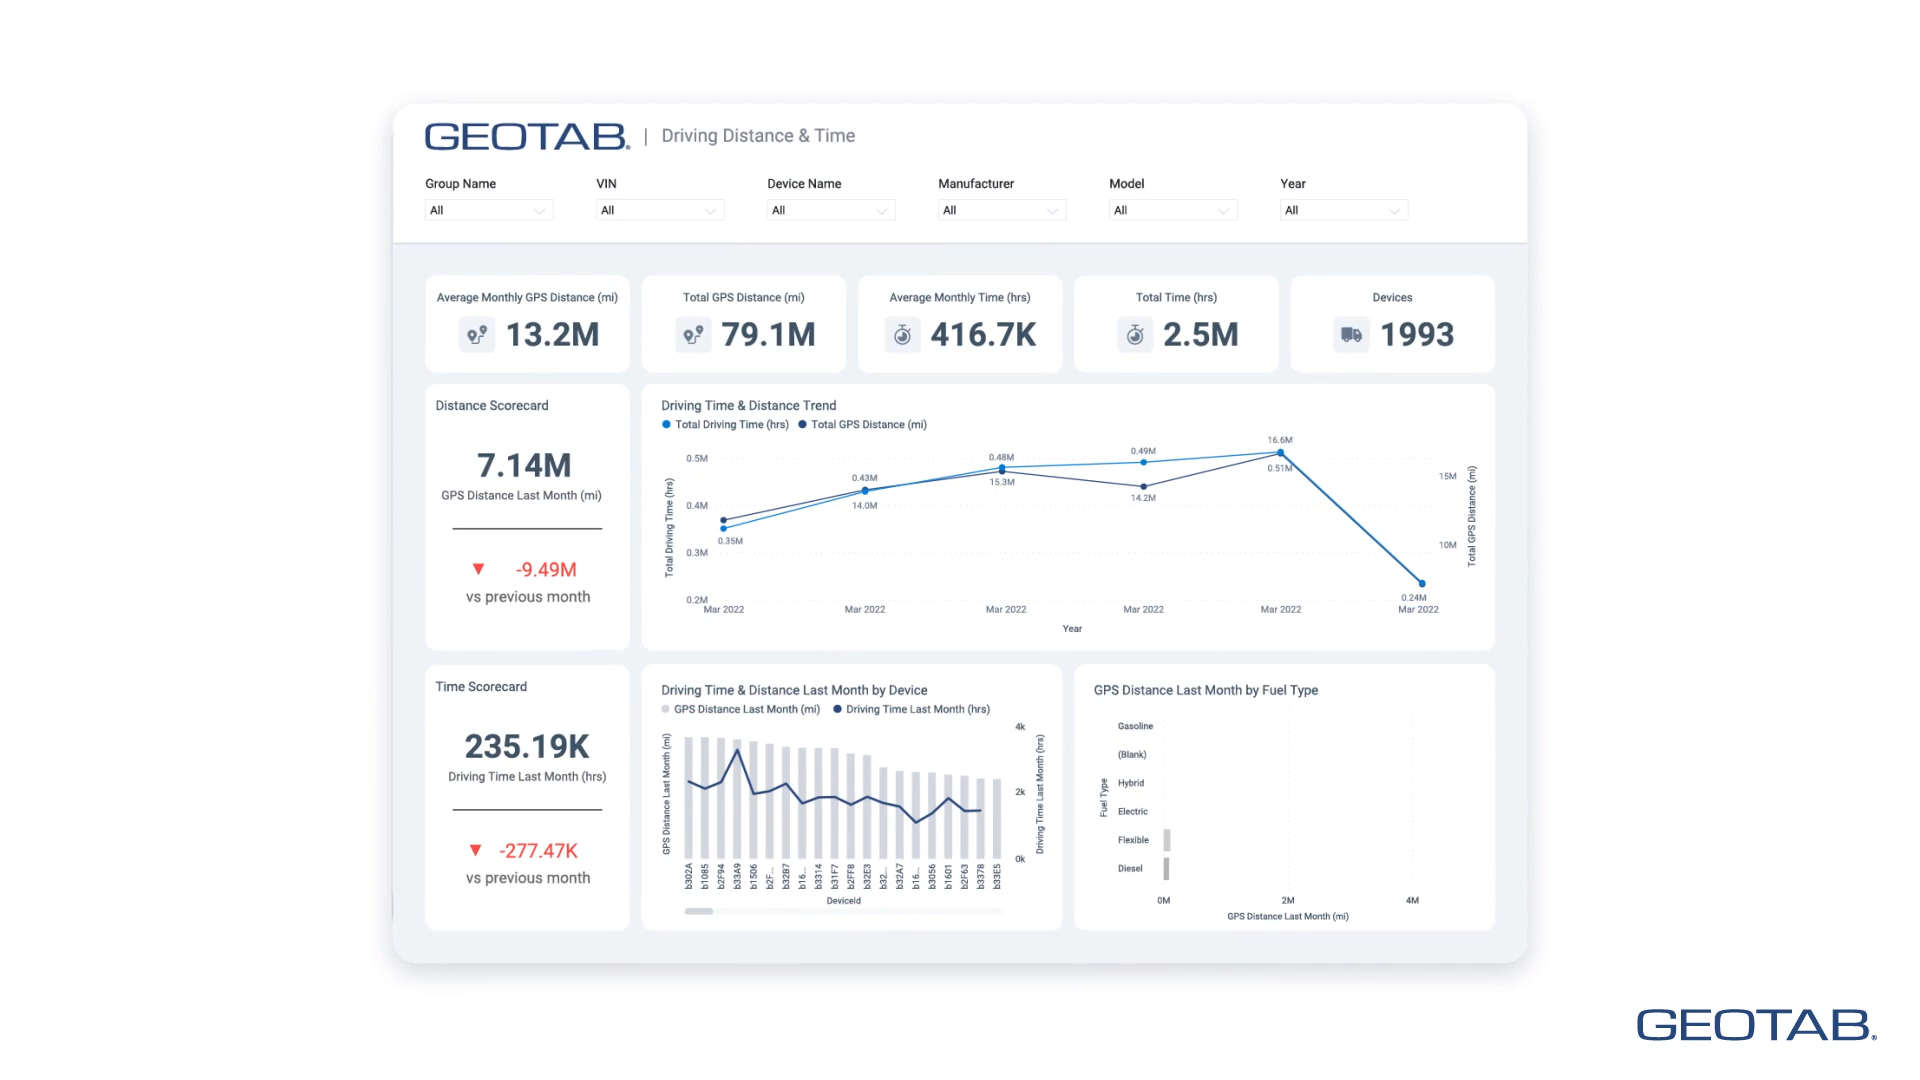 GEOTAB® | Driving Distance & Time
Group Name
All
VIN
All
Device Name
All
Manufacturer
All
Model
All
Year
All
Average Monthly GPS Distance (mi)
13.2M
Total GPS Distance (mi)
79.1M
Average Monthly Time (hrs)
416.7K
Total Time (hrs)
2.5M
Devices
1993
Distance Scorecard
7.14M
GPS Distance Last Month (mi)
▼ -9.49M
vs previous month
Driving Time & Distance Trend
Total Driving Time (hrs) Total GPS Distance (mi)
Total Driving Time (hrs)
0.5M
0.4M
0.3M
0.2M
0.35M
0.43M
14.0M
0.48M
15.3M
0.49M
14.2M
16.6M
0.51M
0.24M
15M
10M
Total GPS Distance (mi)
Mar 2022 Mar 2022 Mar 2022 Mar 2022 Mar 2022 Mar 2022
Year
Time Scorecard
235.19K
Driving Time Last Month (hrs)
▼ -277.47K
vs previous month
Driving Time & Distance Last Month by Device
GPS Distance Last Month (mi) Driving Time Last Month (hrs)
GPS Distance Last Month (mi)
4k
2k
0k
Driving Time Last Month (hrs)
b302A b1085 b2F94 b33A9 b1506 b2F... b32B7 b16... b3314 b31F7 b2FF8 b32E3 b32... b32A7 b16... b3056 b1601 b2F63 b3378 b33E5
DeviceId
GPS Distance Last Month by Fuel Type
Fuel Type
Gasoline
(Blank)
Hybrid
Electric
Flexible
Diesel
0M 2M 4M
GPS Distance Last Month (mi)
GEOTAB®